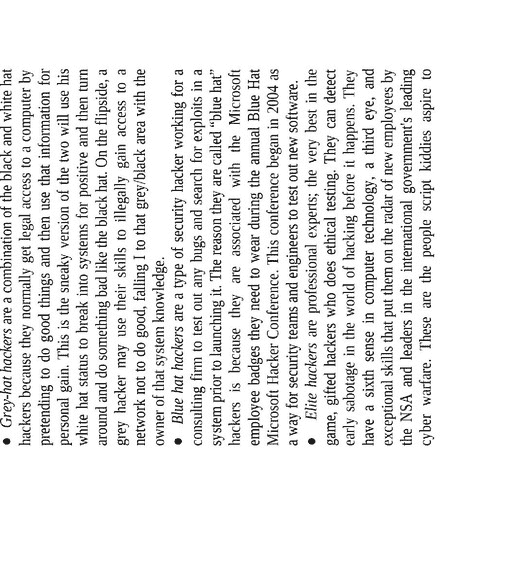 ● Grey-hat hackers are a combination of the black and white hat
hackers because they normally get legal access to a computer by
pretending to do good things and then use that information for
personal gain. This is the sneaky version of the two will use his
white hat status to break into systems for positive and then turn
around and do something bad like the black hat. On the flipside, a
grey hacker may use their skills to illegally gain access to a
network not to do good, falling I to that grey/black area with the
owner of that system knowledge.
● Blue hat hackers are a type of security hacker working for a
consulting firm to test out any bugs and search for exploits in a
system prior to launching it. The reason they are called “blue hat”
hackers is because they are associated with the Microsoft
employee badges they need to wear during the annual Blue Hat
Microsoft Hacker Conference. This conference began in 2004 as
a way for security teams and engineers to test out new software.
● Elite hackers are professional experts; the very best in the
game, gifted hackers who does ethical testing. They can detect
early sabotage in the world of hacking before it happens. They
have a sixth sense in computer technology, a third eye, and
exceptional skills that put them on the radar of new employees by
the NSA and leaders in the international government's leading
cyber warfare. These are the people script kiddies aspire to